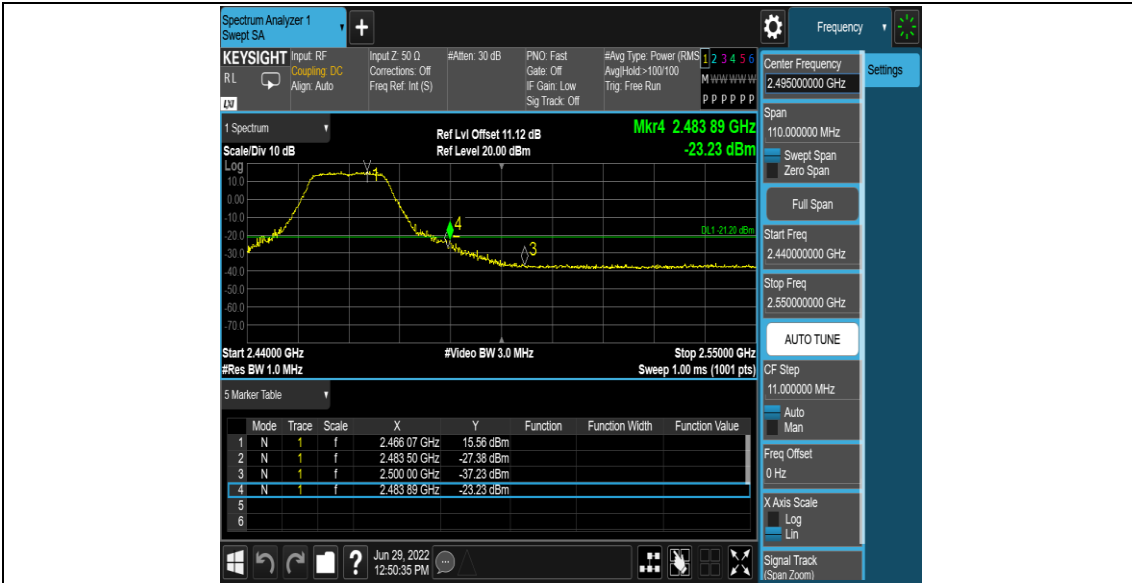 Spectrum Analyzer 1
Swept SA
+
Frequency
KEYSIGHT
RL
LXI
Input: RF
Coupling: DC
Align: Auto
Input Z: 50 Ω
Corrections: Off
Freq Ref: Int (S)
#Atten: 30 dB
PNO: Fast
Gate: Off
IF Gain: Low
Sig Track: Off
#Avg Type: Power (RMS
Avg|Hold:>100/100
Trig: Free Run
1 2 3 4 5 6
M W W W W W
P P P P P P
1 Spectrum
Scale/Div 10 dB
Ref Lvl Offset 11.12 dB
Ref Level 20.00 dBm
Mkr4 2.483 89 GHz
-23.23 dBm
Log
10.0
0.00
-10.0
-20.0
-30.0
-40.0
-50.0
-60.0
-70.0
1
4
3
DL1 -21.20 dBm
Start 2.44000 GHz
#Res BW 1.0 MHz
#Video BW 3.0 MHz
Stop 2.55000 GHz
Sweep 1.00 ms (1001 pts)
5 Marker Table
Mode Trace Scale X Y Function Function Width Function Value
1 N 1 f 2.466 07 GHz 15.56 dBm
2 N 1 f 2.483 50 GHz -27.38 dBm
3 N 1 f 2.500 00 GHz -37.23 dBm
4 N 1 f 2.483 89 GHz -23.23 dBm
5
6
?
Jun 29, 2022
12:50:35 PM
Center Frequency
2.495000000 GHz
Settings
Span
110.000000 MHz
Swept Span
Zero Span
Full Span
Start Freq
2.440000000 GHz
Stop Freq
2.550000000 GHz
AUTO TUNE
CF Step
11.000000 MHz
Auto
Man
Freq Offset
0 Hz
X Axis Scale
Log
Lin
Signal Track
(Span Zoom)